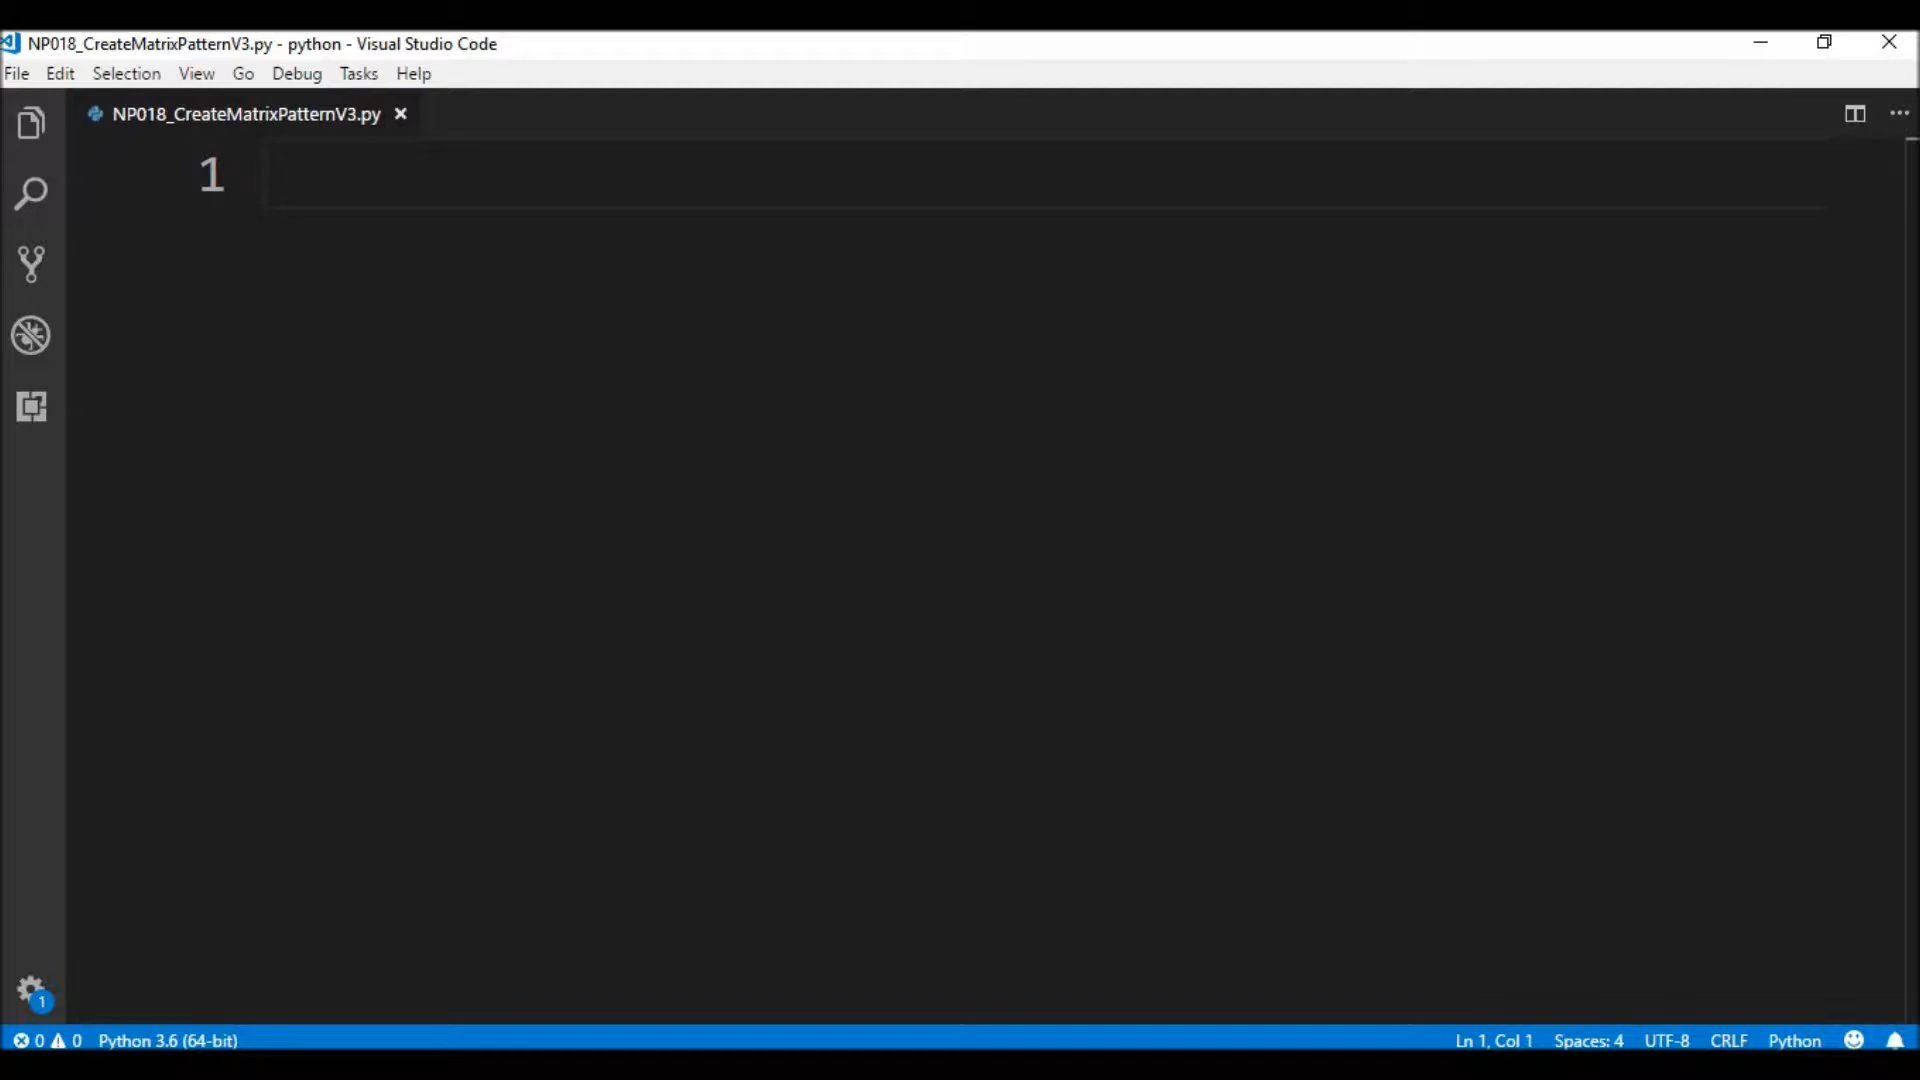 NP018_CreateMatrixPatternV3.py - python - Visual Studio Code
File Edit Selection View Go Debug Tasks Help
NP018_CreateMatrixPatternV3.py
1
1
0 0 Python 3.6 (64-bit) Ln 1, Col 1 Spaces: 4 UTF-8 CRLF Python